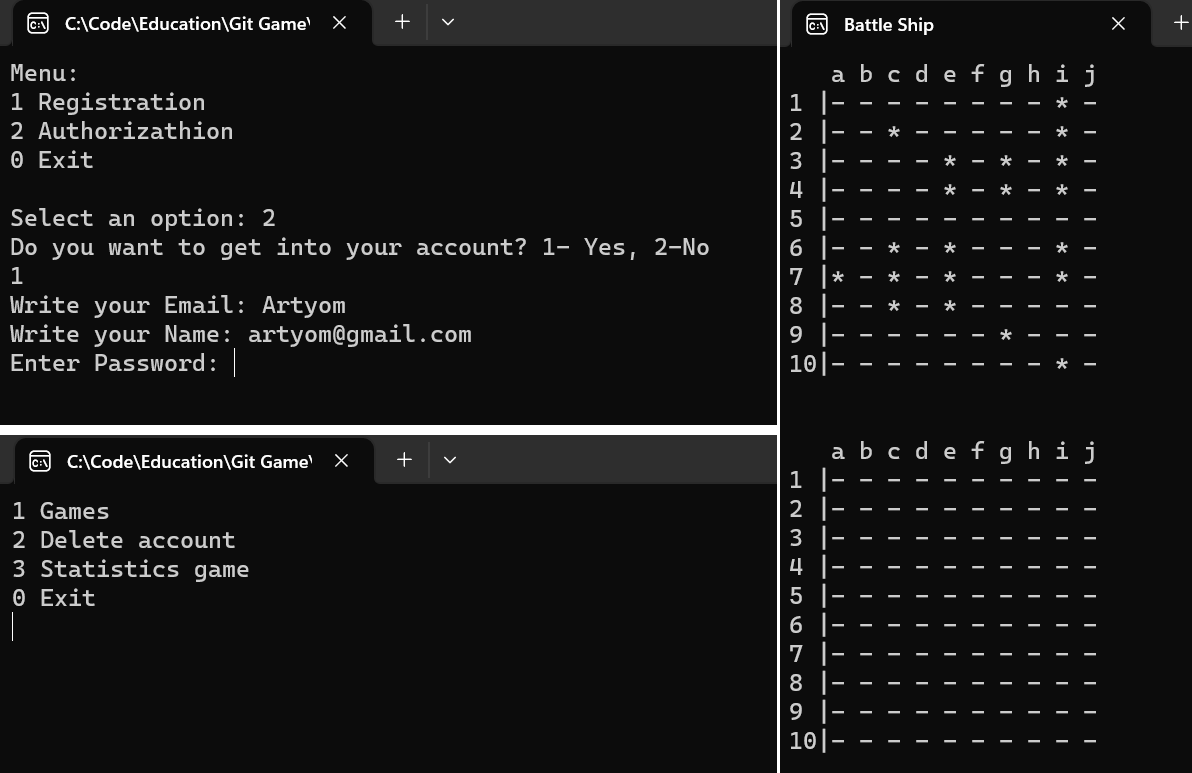 C:\Code\Education\Git Game\
Menu:
1 Registration
2 Authorizathion
0 Exit
Select an option: 2
Do you want to get into your account? 1- Yes, 2-No
1
Write your Email: Artyom
Write your Name: artyom@gmail.com
Enter Password:
C:\Code\Education\Git Game\
1 Games
2 Delete account
3 Statistics game
0 Exit
Battle Ship
a b c d e f g h i j
1 |- - - - - - - - * -
2 |- - * - - - - - * -
3 |- - - - * - * - * -
4 |- - - - * - * - * -
5 |- - - - - - - - - -
6 |- - * - * - - - * -
7 |* - * - * - - - * -
8 |- - * - * - - - - -
9 |- - - - - - * - - -
10|- - - - - - - - * -
a b c d e f g h i j
1 |- - - - - - - - - -
2 |- - - - - - - - - -
3 |- - - - - - - - - -
4 |- - - - - - - - - -
5 |- - - - - - - - - -
6 |- - - - - - - - - -
7 |- - - - - - - - - -
8 |- - - - - - - - - -
9 |- - - - - - - - - -
10|- - - - - - - - - -